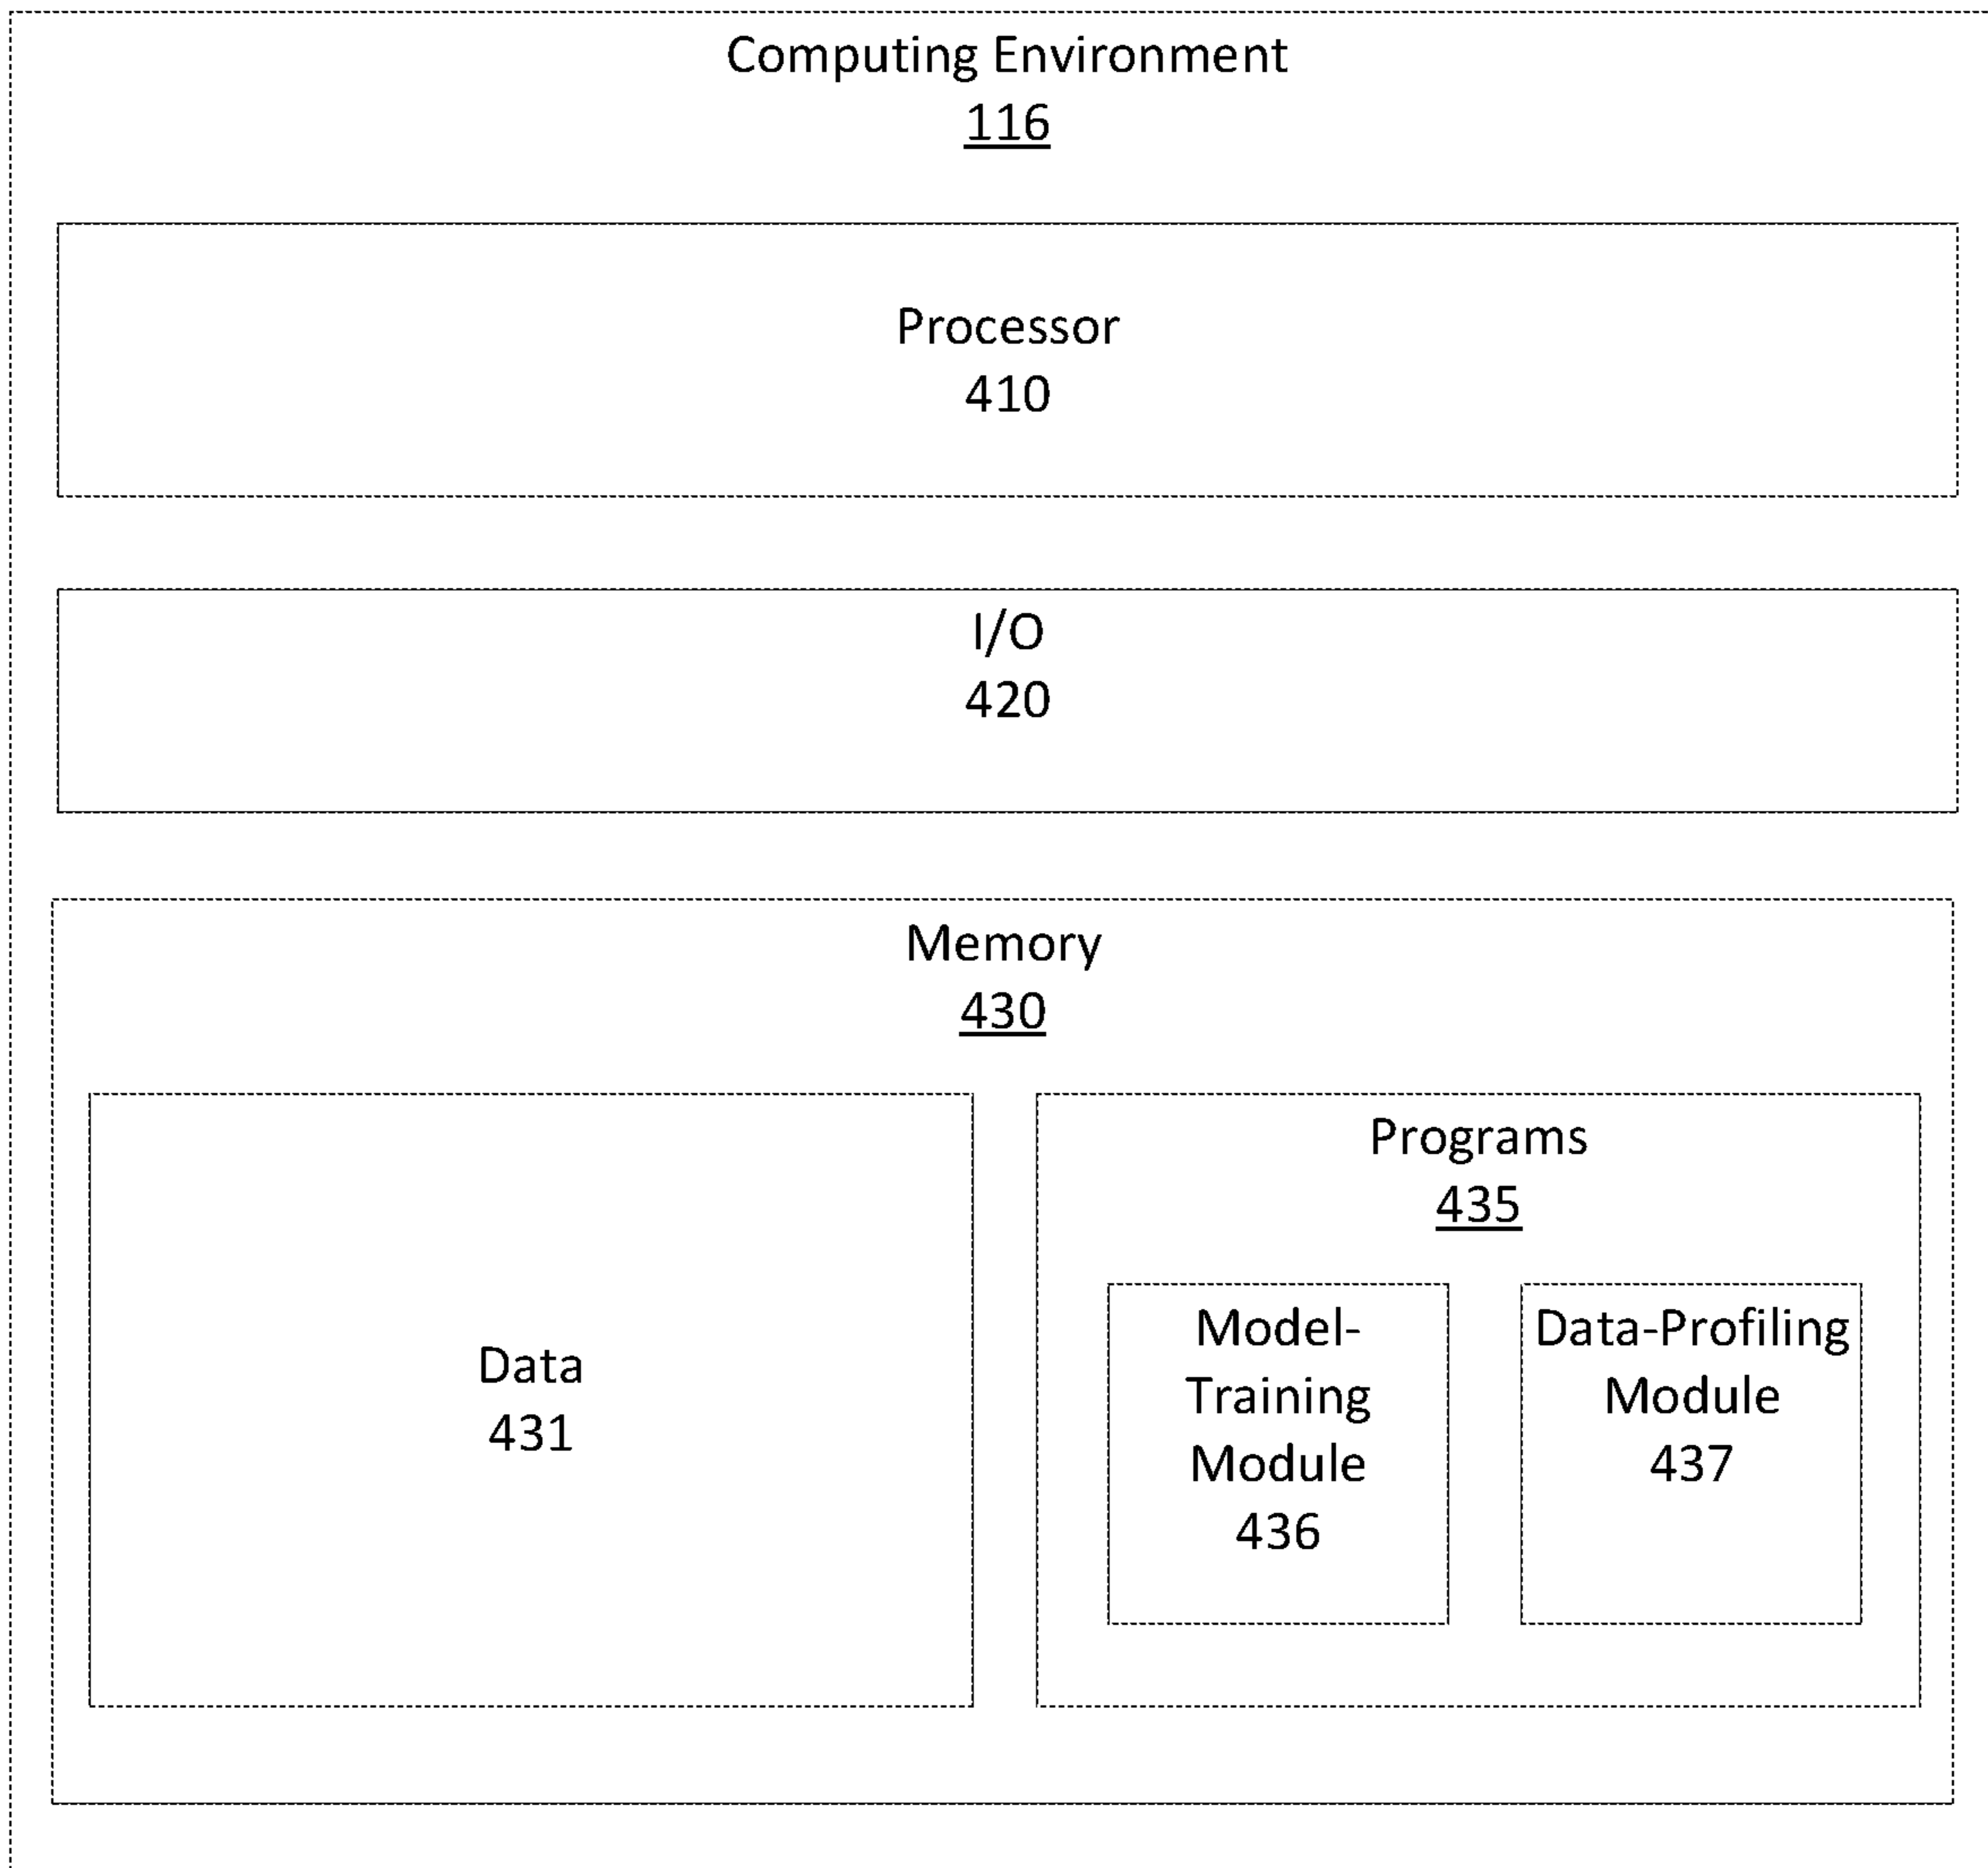 Computing Environment
116
Processor
410
I/O
420
Memory
430
Data
431
Programs
435
Model-
Training
Module
436
Data-Profiling
Module
437